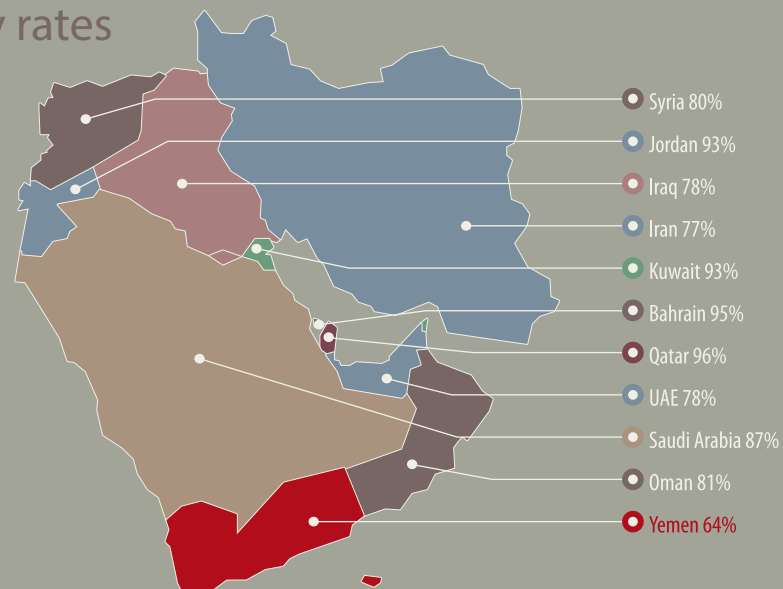 rates
Syria 80%
Jordan 93%
Iraq 78%
Iran 77%
Kuwait 93%
Bahrain 95%
Qatar 96%
UAE 78%
Saudi Arabia 87%
Oman 81%
Yemen 64%